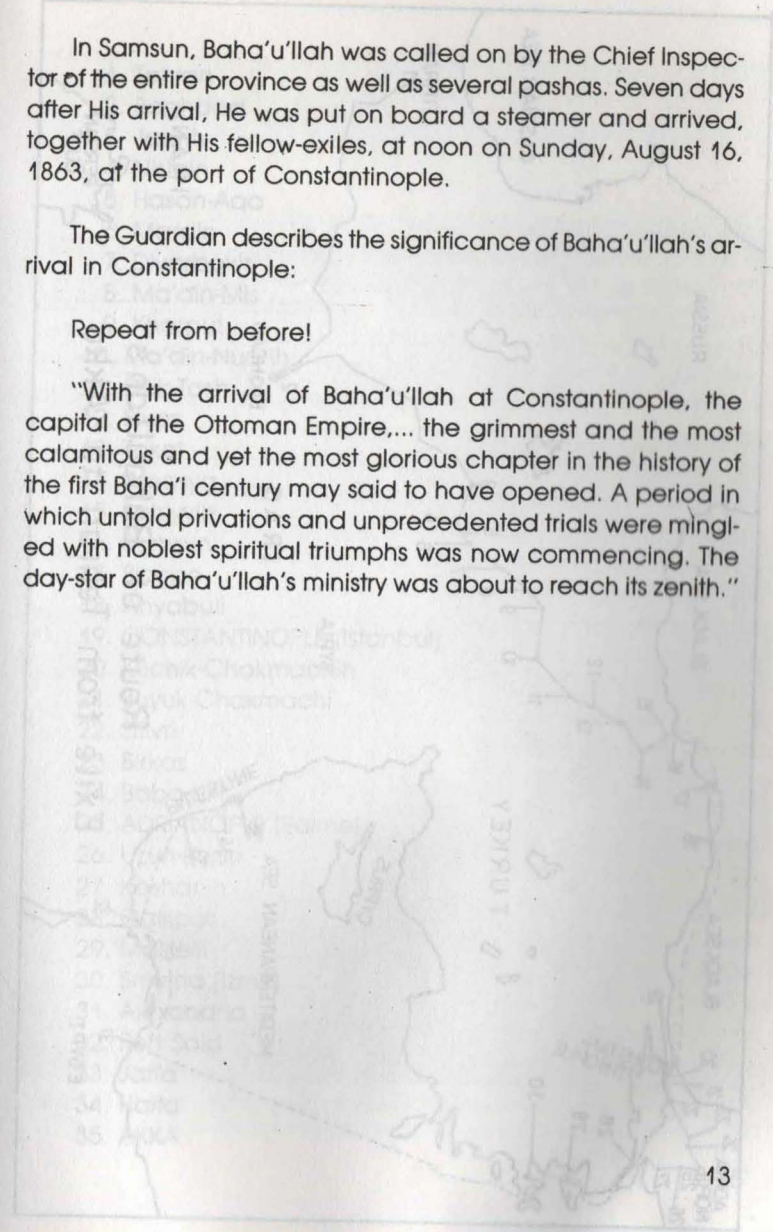 In Samsun, Baha'u'llah was called on by the Chief Inspec-
tor of the entire province as well as several pashas. Seven days
after His arrival, He was put on board a steamer and arrived,
together with His fellow-exiles, at noon on Sunday, August 16,
1863, at the port of Constantinople.
The Guardian describes the significance of Baha'u'llah's ar-
rival in Constantinople:
Repeat from before!
"With the arrival of Baha'u'llah at Constantinople, the
capital of the Ottoman Empire,... the grimmest and the most
calamitous and yet the most glorious chapter in the history of
the first Baha'i century may said to have opened. A period in
which untold privations and unprecedented trials were mingl-
ed with noblest spiritual triumphs was now commencing. The
day-star of Baha'u'llah's ministry was about to reach its zenith."
13